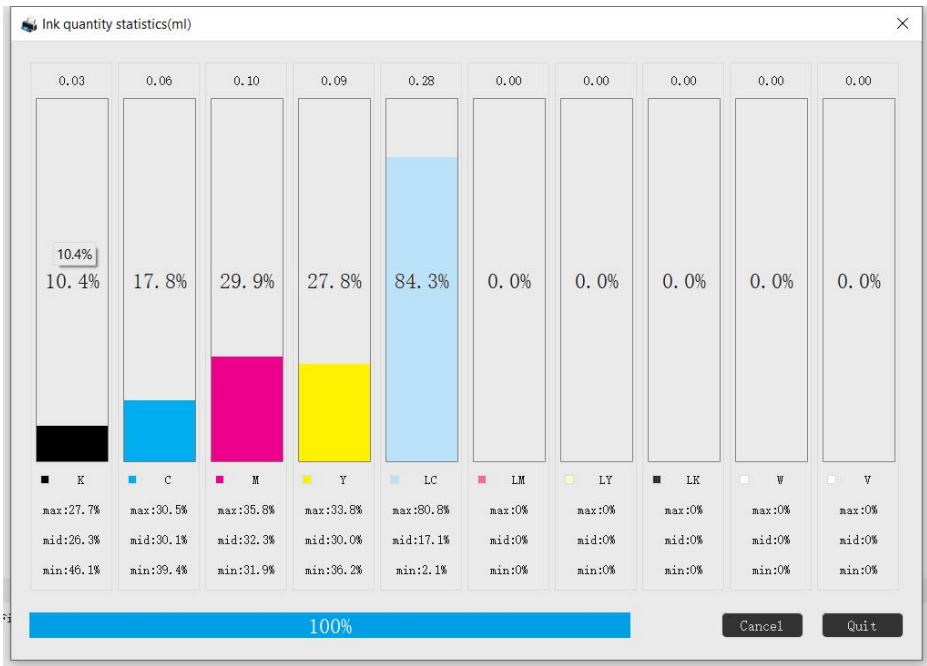 Ink quantity statistics(ml)
0.03 0.06 0.10 0.09 0.28 0.00 0.00 0.00 0.00 0.00
10.4%
10.4% 17.8% 29.9% 27.8% 84.3% 0.0% 0.0% 0.0% 0.0% 0.0%
K C M Y LC LM LY LK W V
max:27.7% max:30.5% max:35.8% max:33.8% max:80.8% max:0% max:0% max:0% max:0% max:0%
mid:26.3% mid:30.1% mid:32.3% mid:30.0% mid:17.1% mid:0% mid:0% mid:0% mid:0% mid:0%
min:46.1% min:39.4% min:31.9% min:36.2% min:2.1% min:0% min:0% min:0% min:0% min:0%
100% Cancel Quit